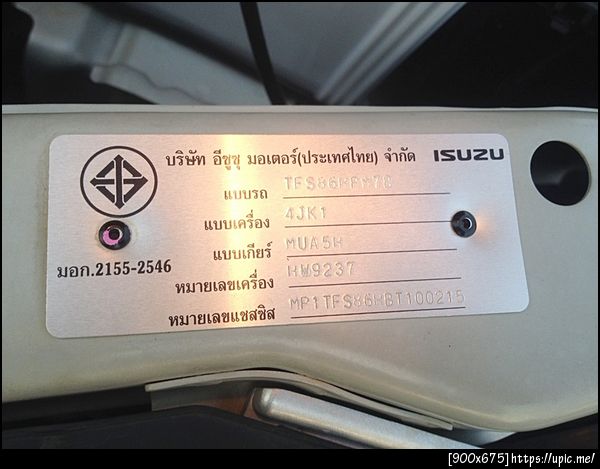 บริษัท อีซูซุ มอเตอร์(ประเทศไทย) จำกัด ISUZU
แบบรถ
แบบเครื่อง 4JK1
แบบเกียร์ MUA5H
มอก.2155-2546
หมายเลขเครื่อง HW9237
หมายเลขแชสซิส MP1TFS86HBT100215
[900x675]https://upic.me/